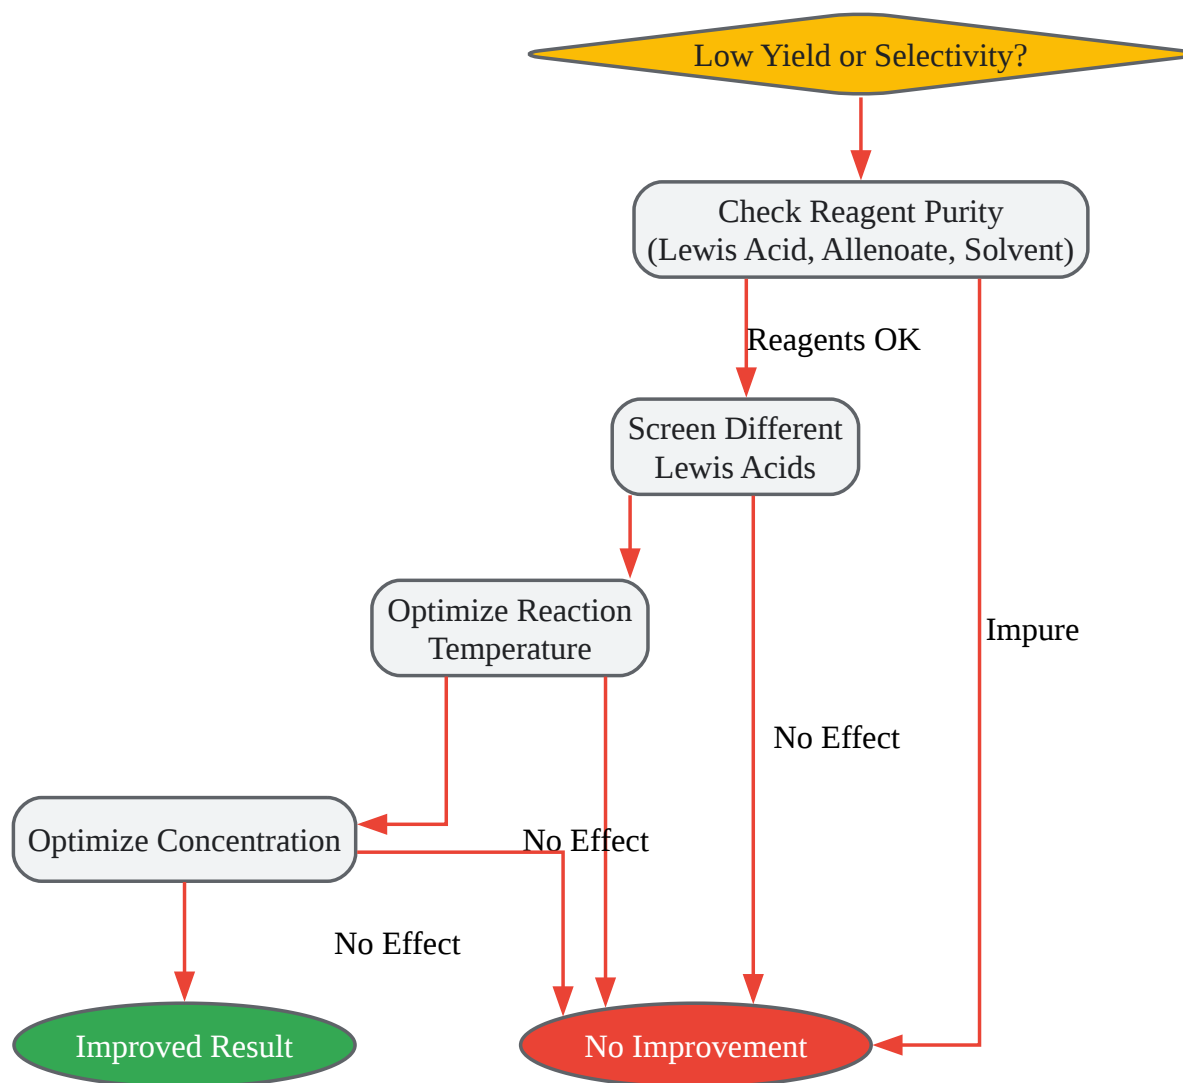 Low Yield or Selectivity?
Check Reagent Purity
(Lewis Acid, Allenoate, Solvent)
Reagents OK
Screen Different
Lewis Acids
Optimize Reaction
Temperature
Impure
No Effect
Optimize Concentration
No Effect
No Effect
Improved Result
No Improvement